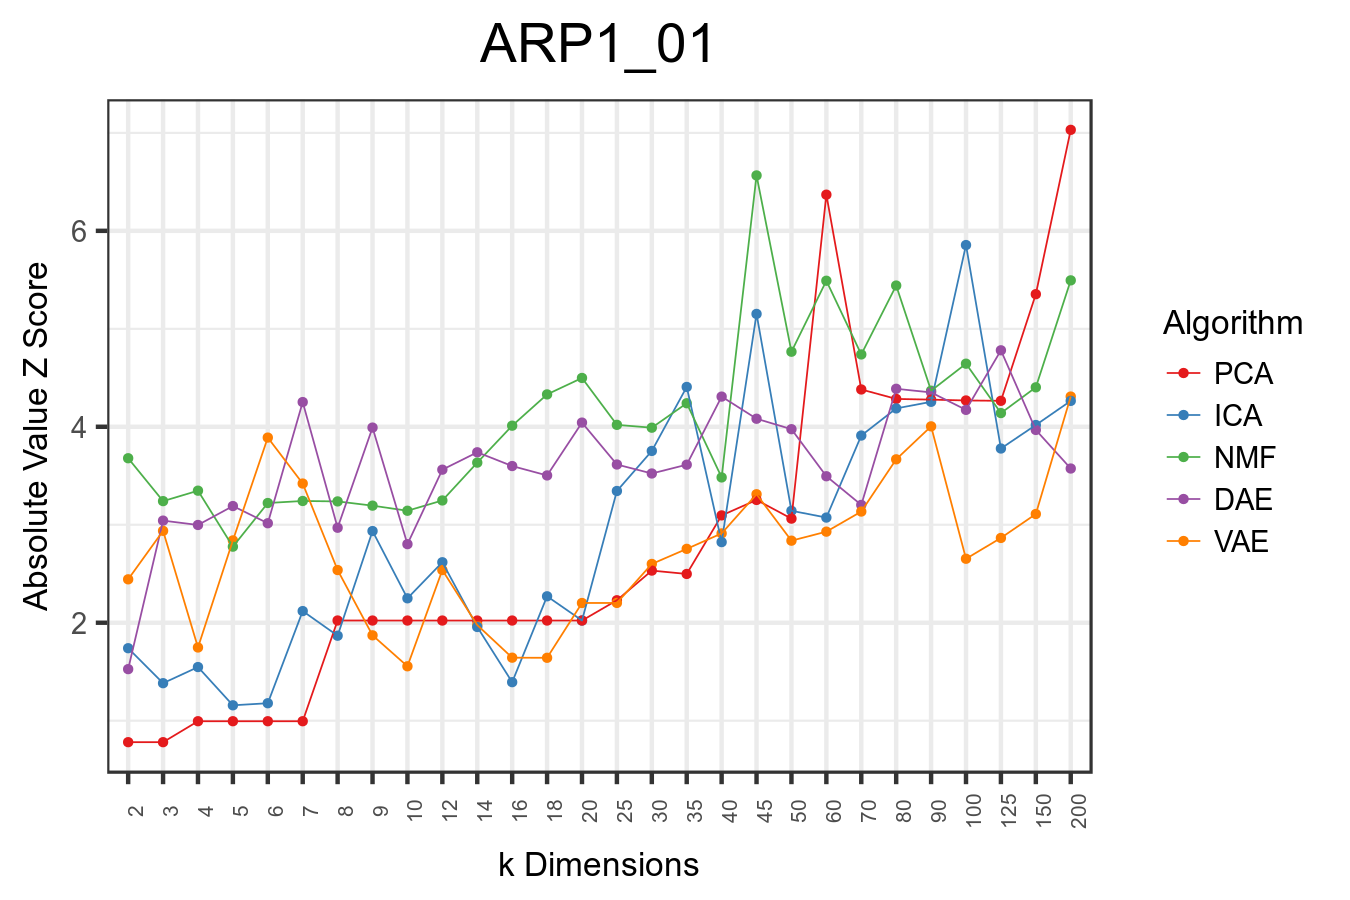 ARP1_01
Absolute Value Z Score
6
4
2
2 3 4 5 6 7 8 9 10 12 14 16 18 20 25 30 35 40 45 50 60 70 80 90 100 125 150 200
k Dimensions
Algorithm
PCA
ICA
NMF
DAE
VAE